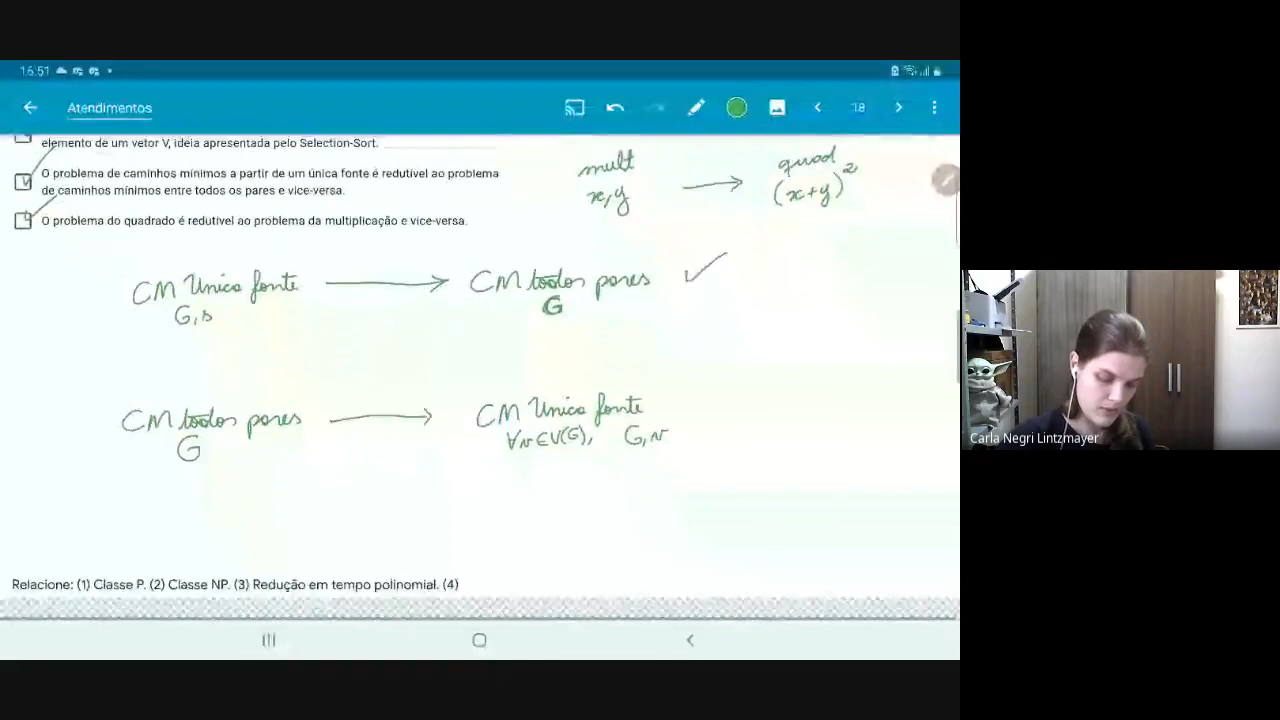 16:51
Atendimentos
18
elemento de um vetor V, ideia apresentada pelo Selection-Sort.
O problema de caminhos mínimos a partir de um única fonte é redutível ao problema
de caminhos mínimos entre todos os pares e vice-versa.
O problema do quadrado é redutível ao problema da multiplicação e vice-versa.
mult
x, y
quad
(x+y)²
CM Única fonte
G, s
CM todos pares
G
CM todos pares
G
CM Única fonte
∀v∈V(G), G, v
Relacione: (1) Classe P. (2) Classe NP. (3) Redução em tempo polinomial. (4)
Carla Negri Lintzmayer